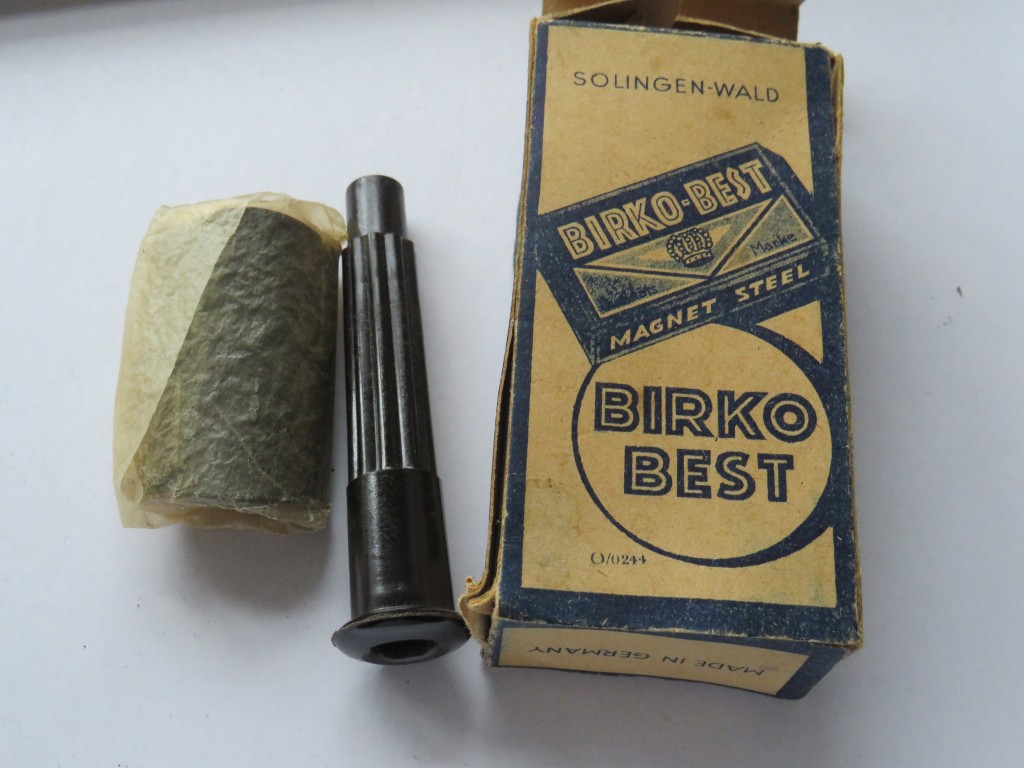 SOLINGEN-WALD
BIRKO-BEST
Marke
MAGNET STEEL
BIRKO
BEST
O/0244
MADE IN GERMANY